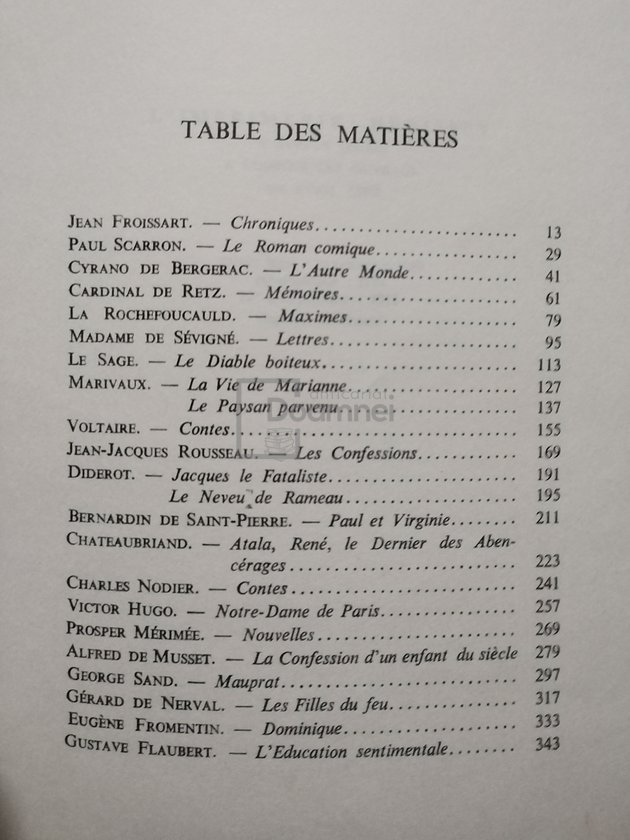 TABLE DES MATIÈRES
JEAN FROISSART. — Chroniques........................ 13
PAUL SCARRON. — Le Roman comique................. 29
CYRANO DE BERGERAC. — L'Autre Monde............. 41
CARDINAL DE RETZ. — Mémoires..................... 61
LA ROCHEFOUCAULD. — Maximes.................... 79
MADAME DE SÉVIGNÉ. — Lettres...................... 95
LE SAGE. — Le Diable boiteux........................ 113
MARIVAUX. — La Vie de Marianne..................... 127
Le Paysan parvenu..................... 137
VOLTAIRE. — Contes.................................. 155
JEAN-JACQUES ROUSSEAU. — Les Confessions............ 169
DIDEROT. — Jacques le Fataliste....................... 191
Le Neveu de Rameau..................... 195
BERNARDIN DE SAINT-PIERRE. — Paul et Virginie........ 211
CHATEAUBRIAND. — Atala, René, le Dernier des Aben-
cérages........................... 223
CHARLES NODIER. — Contes........................... 241
VICTOR HUGO. — Notre-Dame de Paris................. 257
PROSPER MÉRIMÉE. — Nouvelles........................ 269
ALFRED DE MUSSET. — La Confession d'un enfant du siècle 279
GEORGE SAND. — Mauprat............................. 297
GÉRARD DE NERVAL. — Les Filles du feu................ 317
EUGÈNE FROMENTIN. — Dominique..................... 333
GUSTAVE FLAUBERT. — L'Education sentimentale........ 343
anticariat
Doamnei